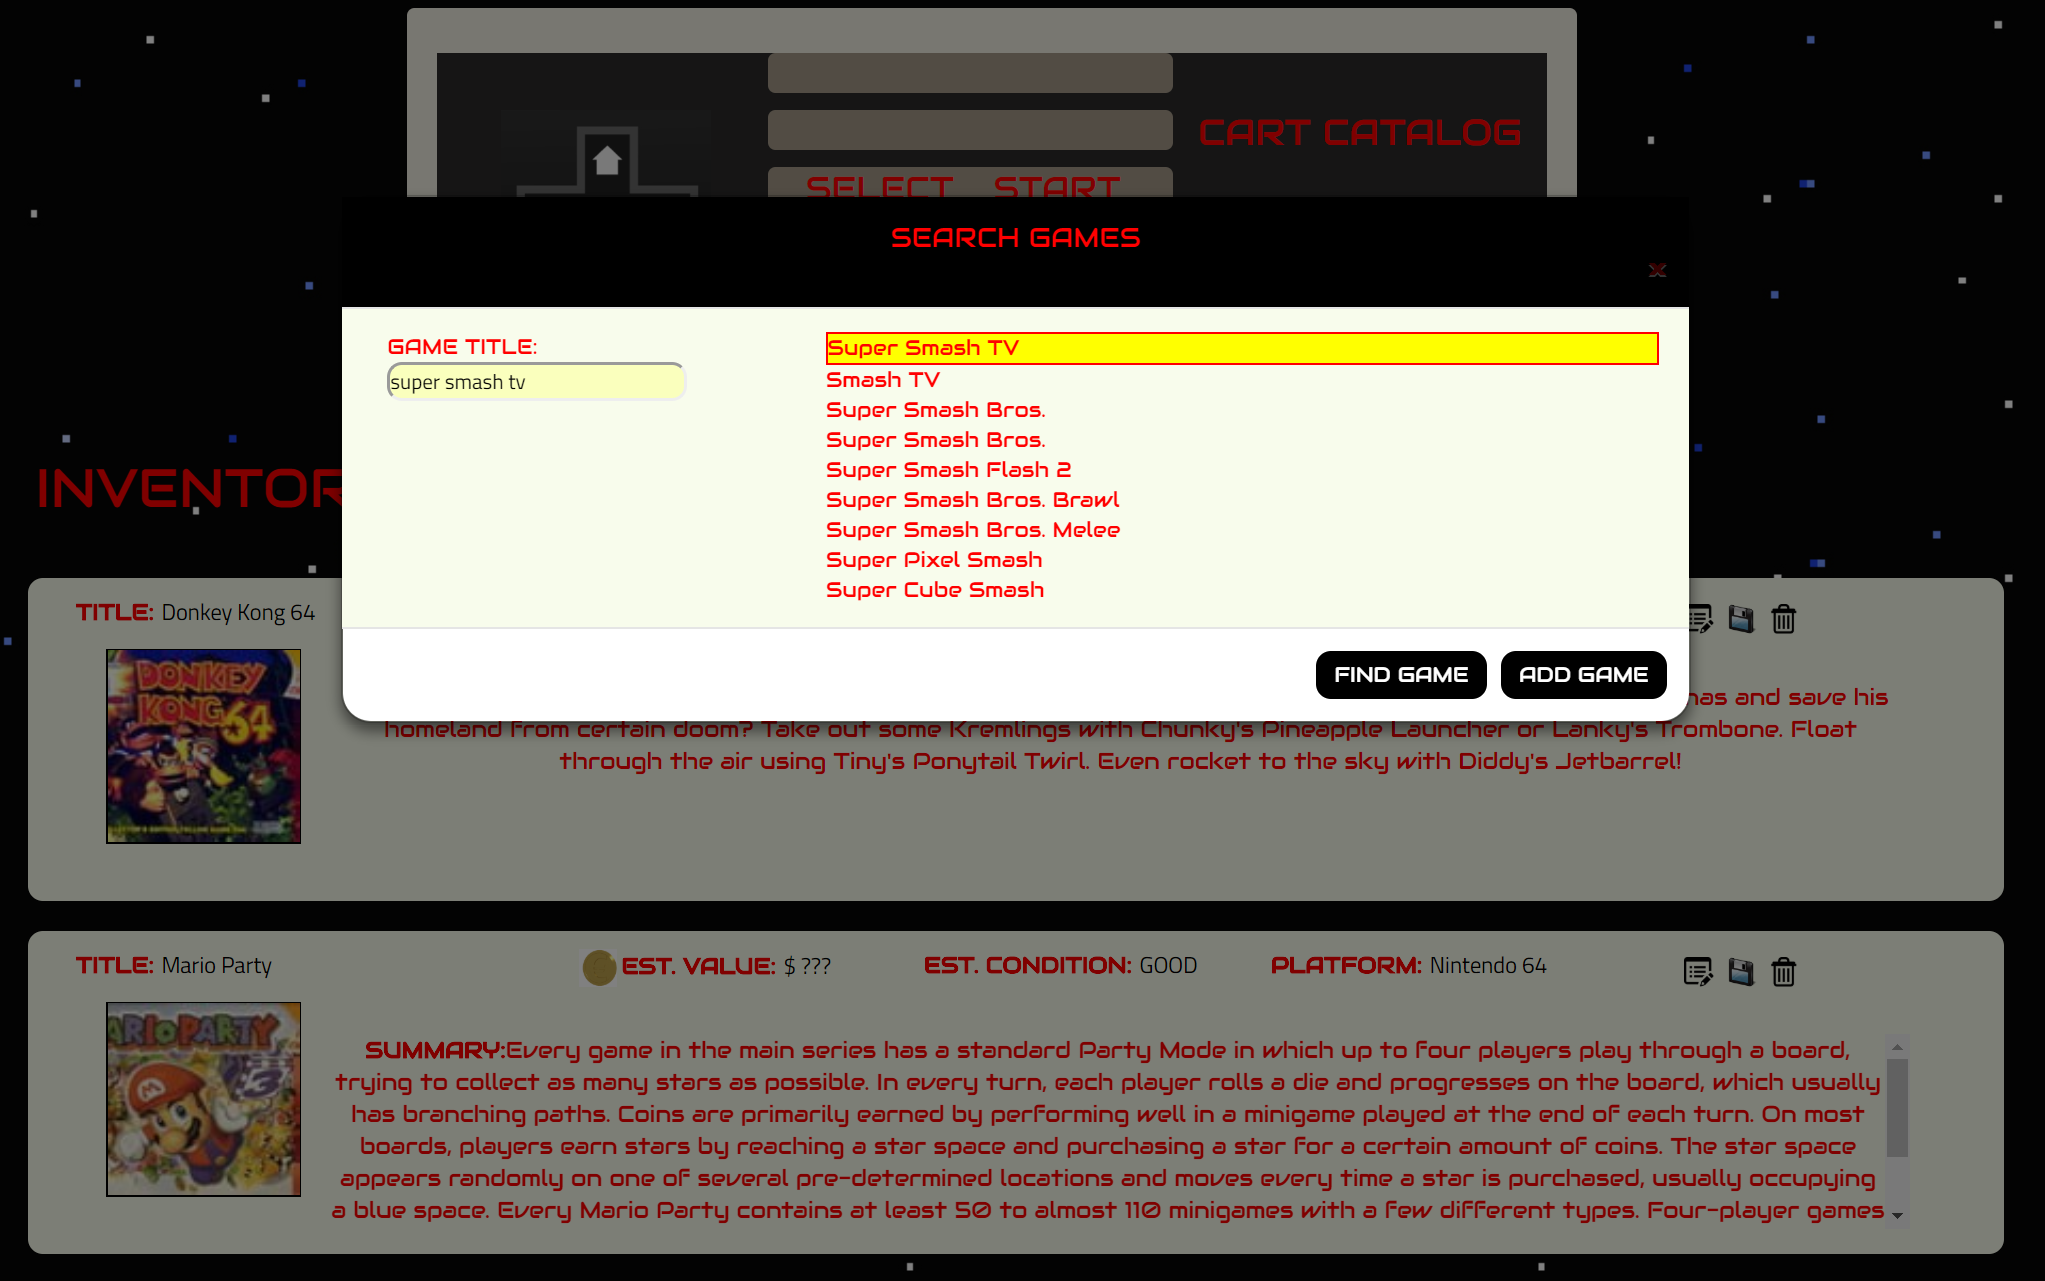 CART CATALOG
SELECT START
SEARCH GAMES
x
GAME TITLE:
super smash tv
Super Smash TV
Smash TV
Super Smash Bros.
Super Smash Bros.
Super Smash Flash 2
Super Smash Bros. Brawl
Super Smash Bros. Melee
Super Pixel Smash
Super Cube Smash
FIND GAME ADD GAME
INVENTOR
TITLE: Donkey Kong 64
DONKEY
KONG 64
and save his
homeland from certain doom? Take out some Kremlings with Chunky's Pineapple Launcher or Lanky's Trombone. Float
through the air using Tiny's Ponytail Twirl. Even rocket to the sky with Diddy's Jetbarrel!
TITLE: Mario Party EST. VALUE: $ ??? EST. CONDITION: GOOD PLATFORM: Nintendo 64
ARIO PARTY
SUMMARY:Every game in the main series has a standard Party Mode in which up to four players play through a board,
trying to collect as many stars as possible. In every turn, each player rolls a die and progresses on the board, which usually
has branching paths. Coins are primarily earned by performing well in a minigame played at the end of each turn. On most
boards, players earn stars by reaching a star space and purchasing a star for a certain amount of coins. The star space
appears randomly on one of several pre-determined locations and moves every time a star is purchased, usually occupying
a blue space. Every Mario Party contains at least 50 to almost 110 minigames with a few different types. Four-player games